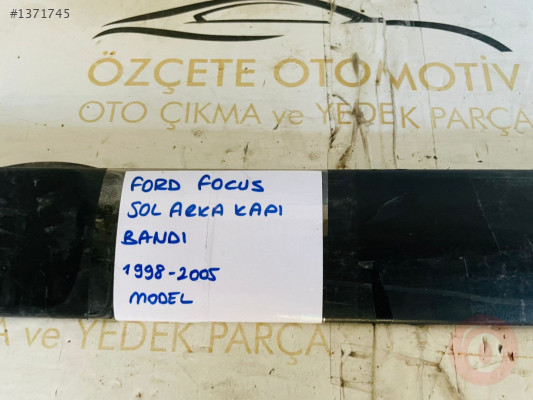 #1371745
ÖZÇETE OTOMOTİV
OTO ÇIKMA ve YEDEK PARÇA
FORD FOCUS
SOL ARKA KAPI
BANDI
1998-2005
MODEL
A ve YEDEK PARÇA